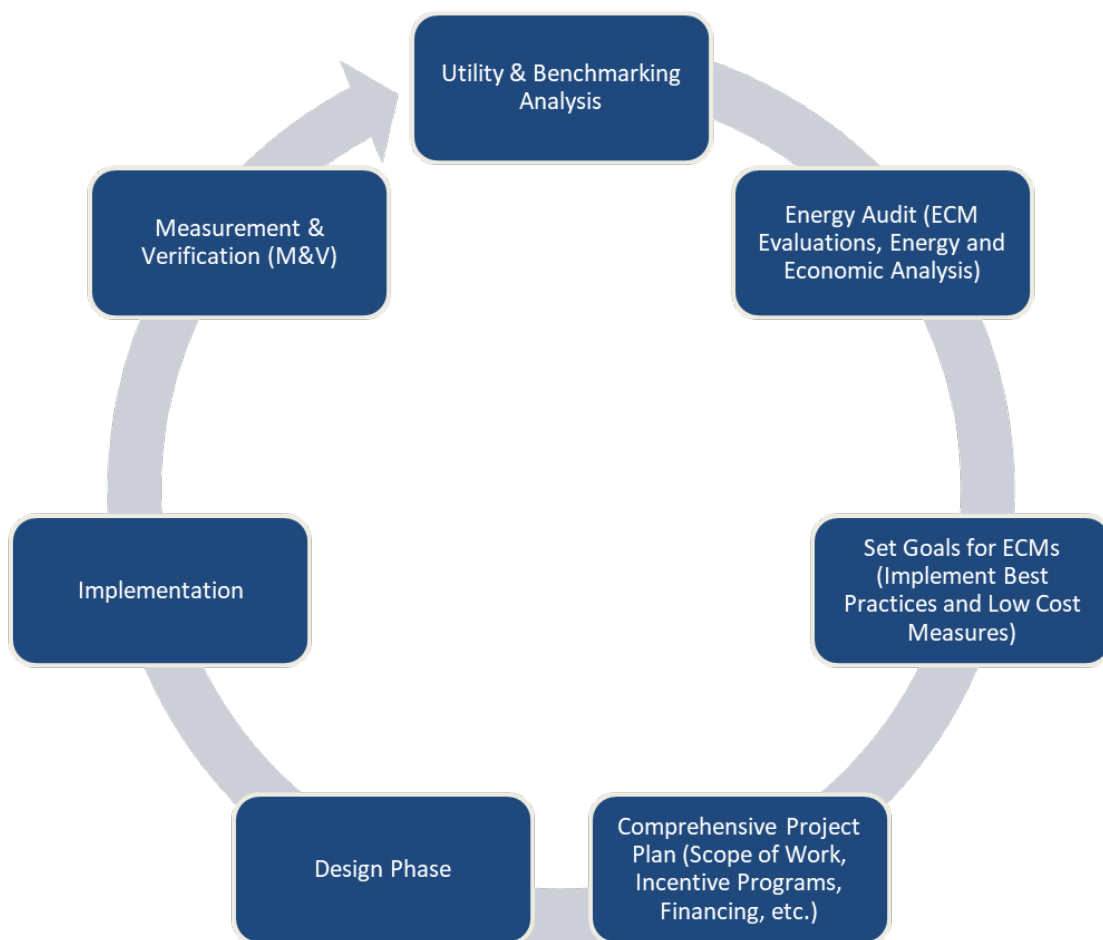 Utility & Benchmarking
Analysis
Energy Audit (ECM
Evaluations, Energy and
Economic Analysis)
Set Goals for ECMs
(Implement Best
Practices and Low Cost
Measures)
Comprehensive Project
Plan (Scope of Work,
Incentive Programs,
Financing, etc.)
Design Phase
Implementation
Measurement &
Verification (M&V)